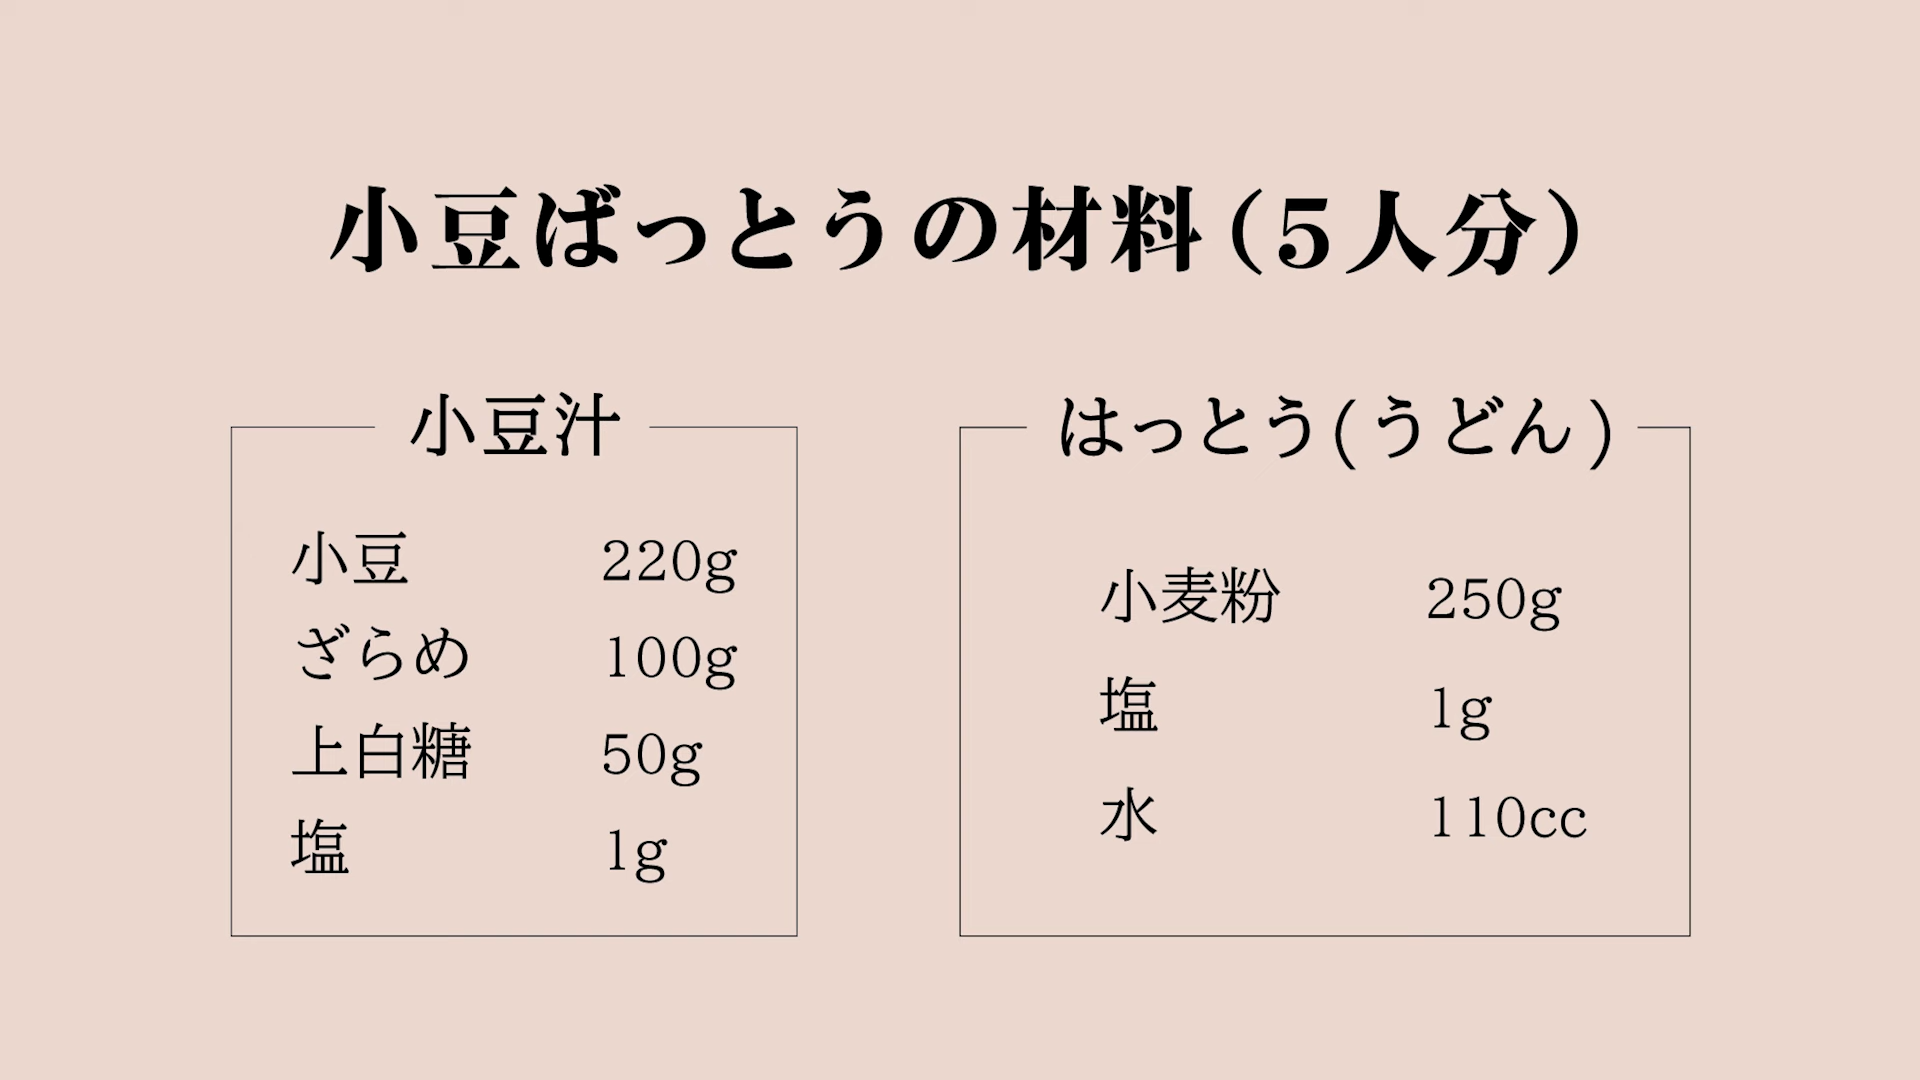 小豆ばっとうの材料（5人分）
小豆汁
小豆 220g
ざらめ 100g
上白糖 50g
塩 1g
はっとう(うどん)
小麦粉 250g
塩 1g
水 110cc